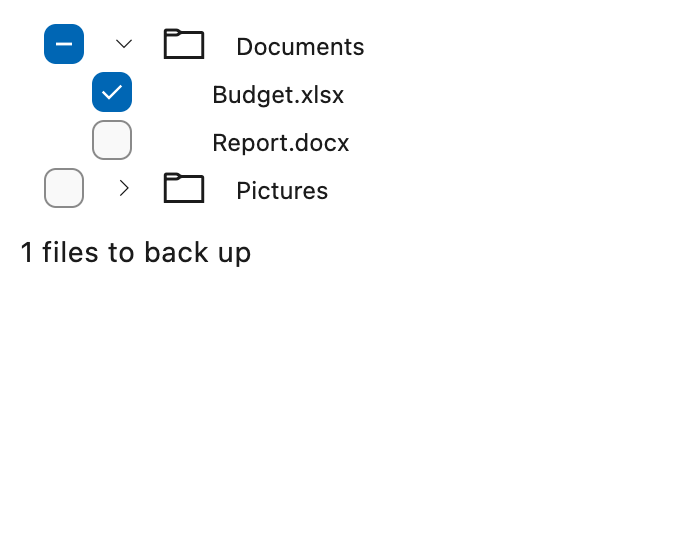 Documents
Budget.xlsx
Report.docx
Pictures
1 files to back up